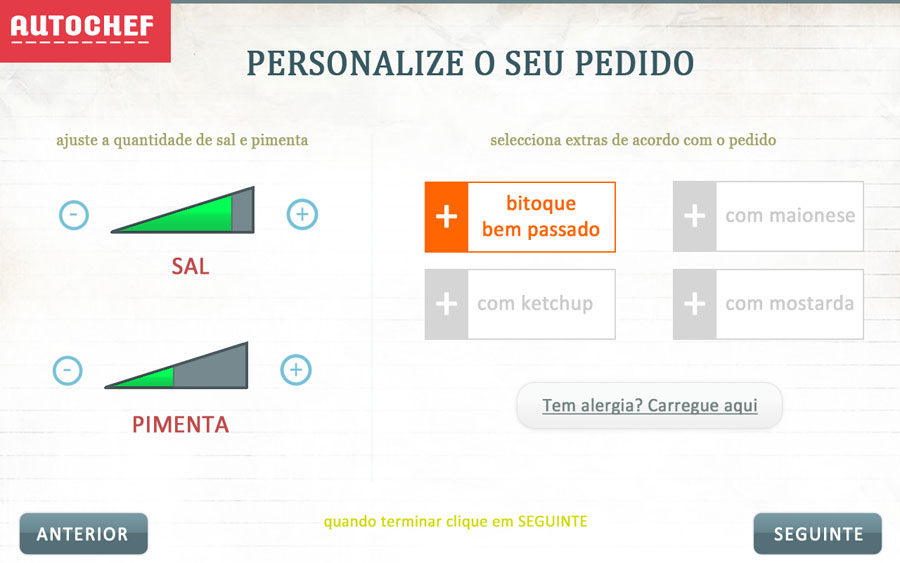 AUTOCHEF
PERSONALIZE O SEU PEDIDO
ajuste a quantidade de sal e pimenta
- +
SAL
- +
PIMENTA
selecciona extras de acordo com o pedido
+ bitoque
bem passado
+ com maionese
+ com ketchup
+ com mostarda
Tem alergia? Carregue aqui
quando terminar clique em SEGUINTE
ANTERIOR
SEGUINTE